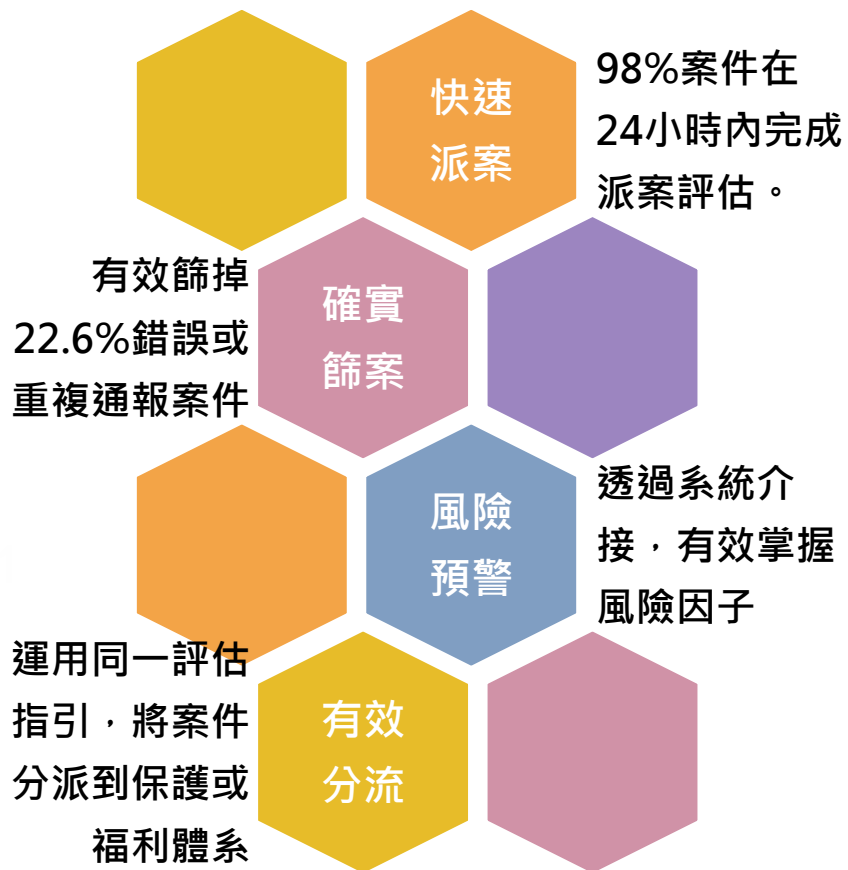 快速
派案
98%案件在
24小時內完成
派案評估。
有效篩掉
22.6%錯誤或
重複通報案件
確實
篩案
風險
預警
透過系統介
接，有效掌握
風險因子
運用同一評估
指引，將案件
分派到保護或
福利體系
有效
分流